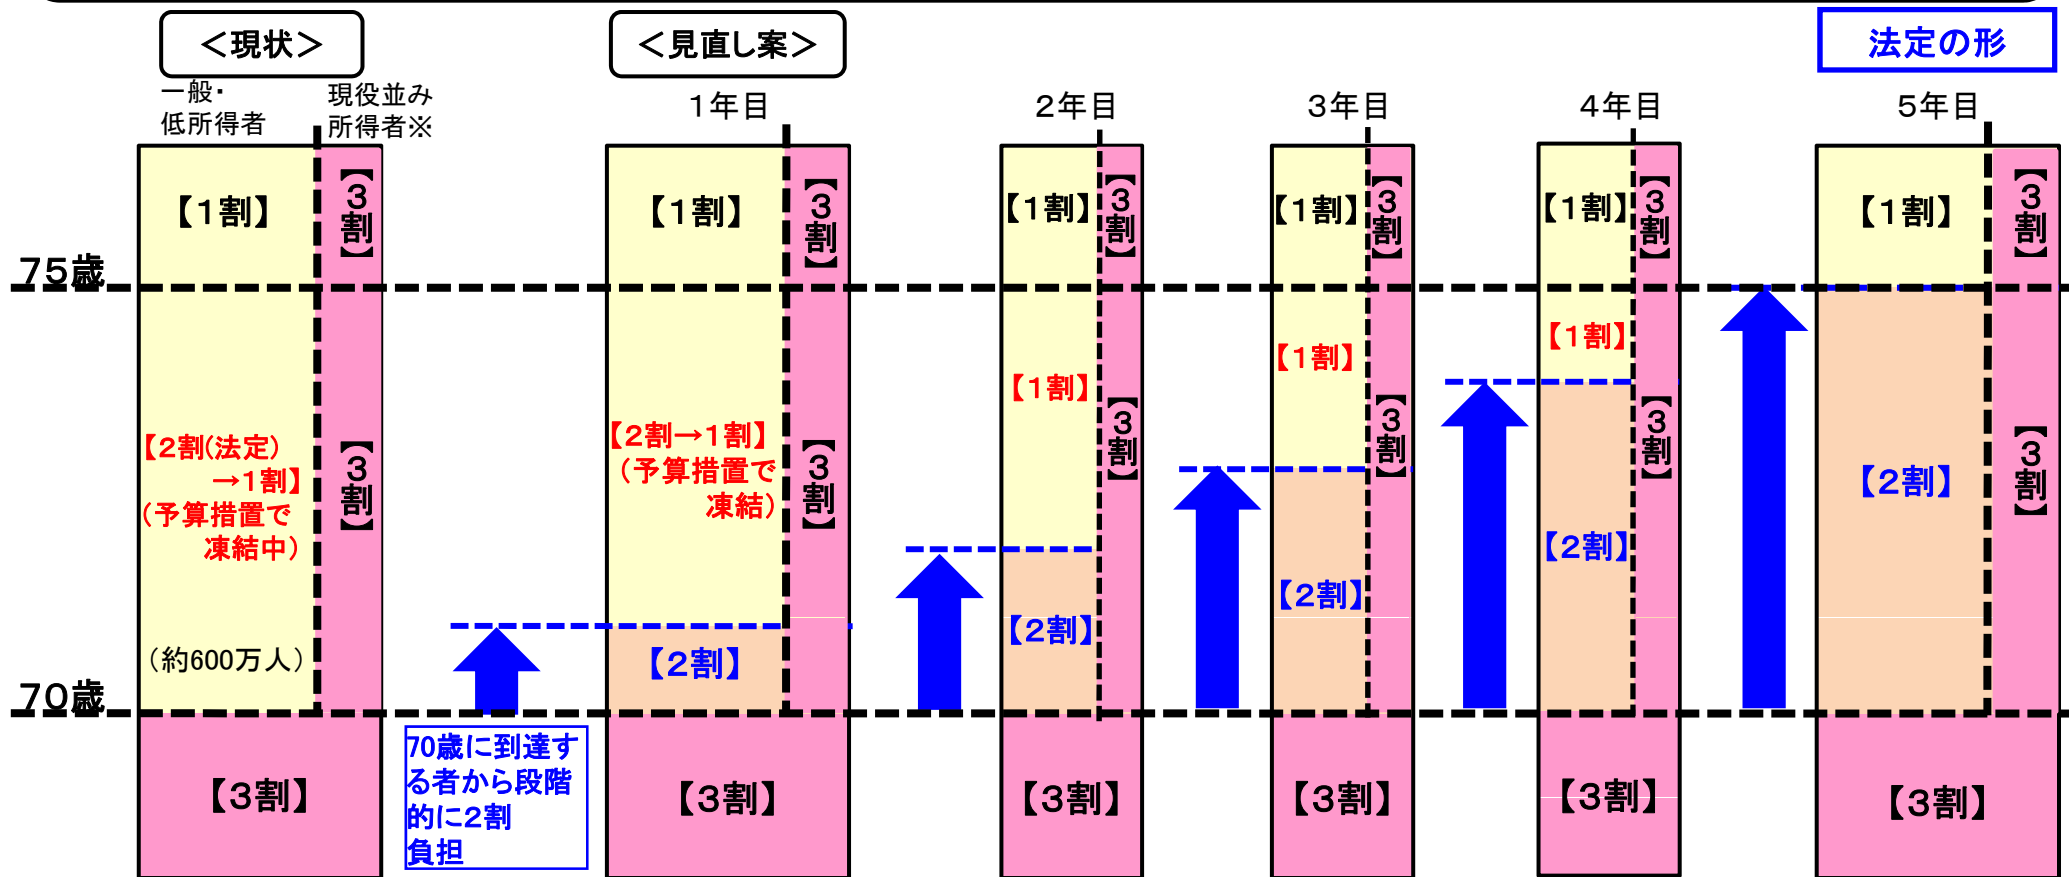 ＜現状＞
＜見直し案＞
法定の形
一般・
低所得者
現役並み
所得者※
1年目
2年目
3年目
4年目
5年目
【1割】
【3割】
【1割】
【3割】
【1割】
【3割】
【1割】
【3割】
【1割】
【3割】
【1割】
【3割】
75歳
【2割(法定)
→1割】
（予算措置で
凍結中）
（約600万人）
【3割】
【2割→1割】
（予算措置で
凍結）
【2割】
【3割】
【1割】
【2割】
【3割】
【1割】
【2割】
【3割】
【1割】
【2割】
【3割】
【2割】
【3割】
70歳
70歳に到達す
る者から段階
的に2割
負担
【3割】
【3割】
【3割】
【3割】
【3割】
【3割】